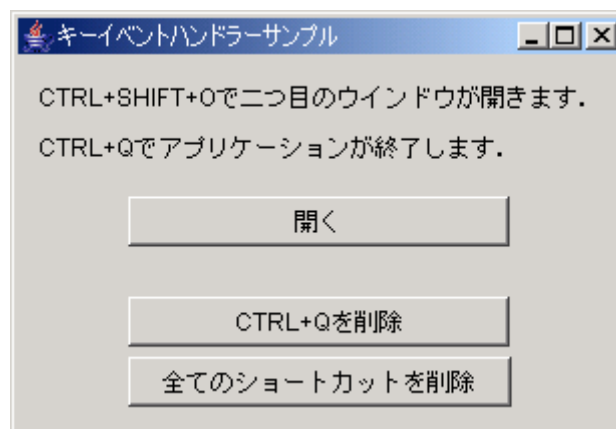 キーイベントハンドラーサンプル
CTRL+SHIFT+Oで二つ目のウインドウが開きます.
CTRL+Qでアプリケーションが終了します.
開く
CTRL+Qを削除
全てのショートカットを削除